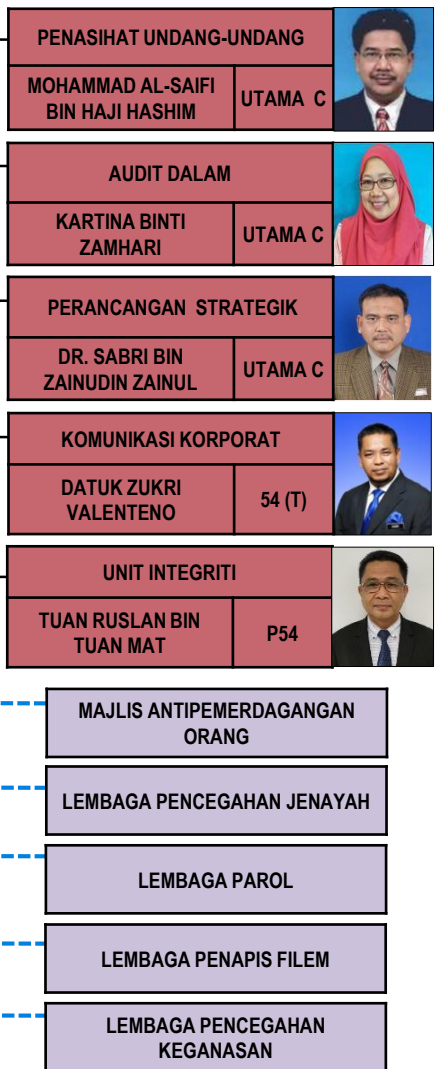 PENASIHAT UNDANG-UNDANG
MOHAMMAD AL-SAIFI
BIN HAJI HASHIM
UTAMA C
AUDIT DALAM
KARTINA BINTI
ZAMHARI
UTAMA C
PERANCANGAN STRATEGIK
DR. SABRI BIN
ZAINUDIN ZAINUL
UTAMA C
KOMUNIKASI KORPORAT
DATUK ZUKRI
VALENTENO
54 (T)
UNIT INTEGRITI
TUAN RUSLAN BIN
TUAN MAT
P54
MAJLIS ANTIPEMERDAGANGAN
ORANG
LEMBAGA PENCEGAHAN JENAYAH
LEMBAGA PAROL
LEMBAGA PENAPIS FILEM
LEMBAGA PENCEGAHAN
KEGANASAN